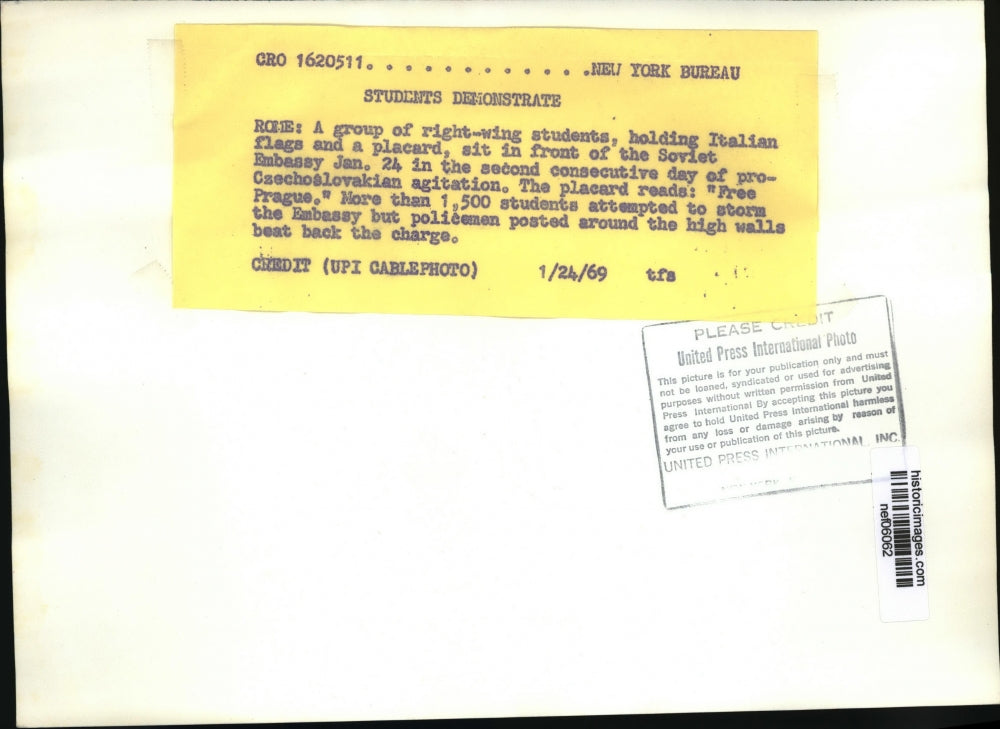 CRO 1620511. . . . . . . . . . . . .NEW YORK BUREAU
STUDENTS DEMONSTRATE
ROME: A group of right-wing students, holding Italian
flags and a placard, sit in front of the Soviet
Embassy Jan. 24 in the second consecutive day of pro-
Czechoslovakian agitation. The placard reads: "Free
Prague." More than 1,500 students attempted to storm
the Embassy but policemen posted around the high walls
beat back the charge.
CREDIT (UPI CABLEPHOTO) 1/24/69 tfs
PLEASE CREDIT
United Press International Photo
This picture is for your publication only and must
not be loaned, syndicated or used for advertising
purposes without written permission from United
Press International By accepting this picture you
agree to hold United Press International harmless
from any loss or damage arising by reason of
your use or publication of this picture.
UNITED PRESS INTERNATIONAL, INC.
historicimages.com
nef06062